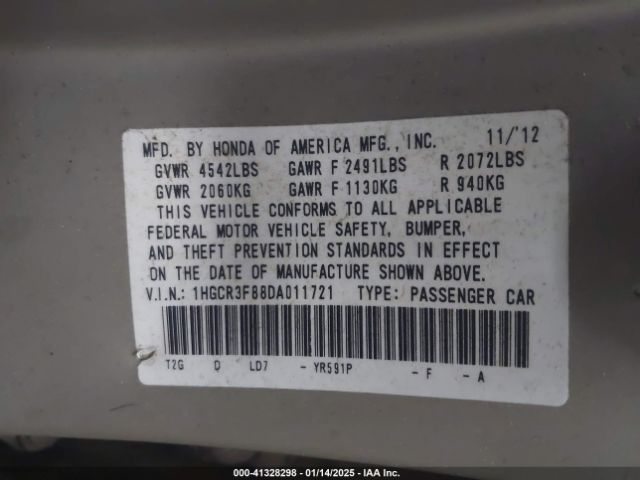 MFD. BY HONDA OF AMERICA MFG., INC. 11/'12
GVWR 4542LBS GAWR F 2491LBS R 2072LBS
GVWR 2060KG GAWR F 1130KG R 940KG
THIS VEHICLE CONFORMS TO ALL APPLICABLE
FEDERAL MOTOR VEHICLE SAFETY, BUMPER,
AND THEFT PREVENTION STANDARDS IN EFFECT
ON THE DATE OF MANUFACTURE SHOWN ABOVE.
V.I.N.: 1HGCR3F88DA011721 TYPE: PASSENGER CAR
T2G D LD7 - YR591P - F - A
000-41328298 - 01/14/2025 - IAA Inc.